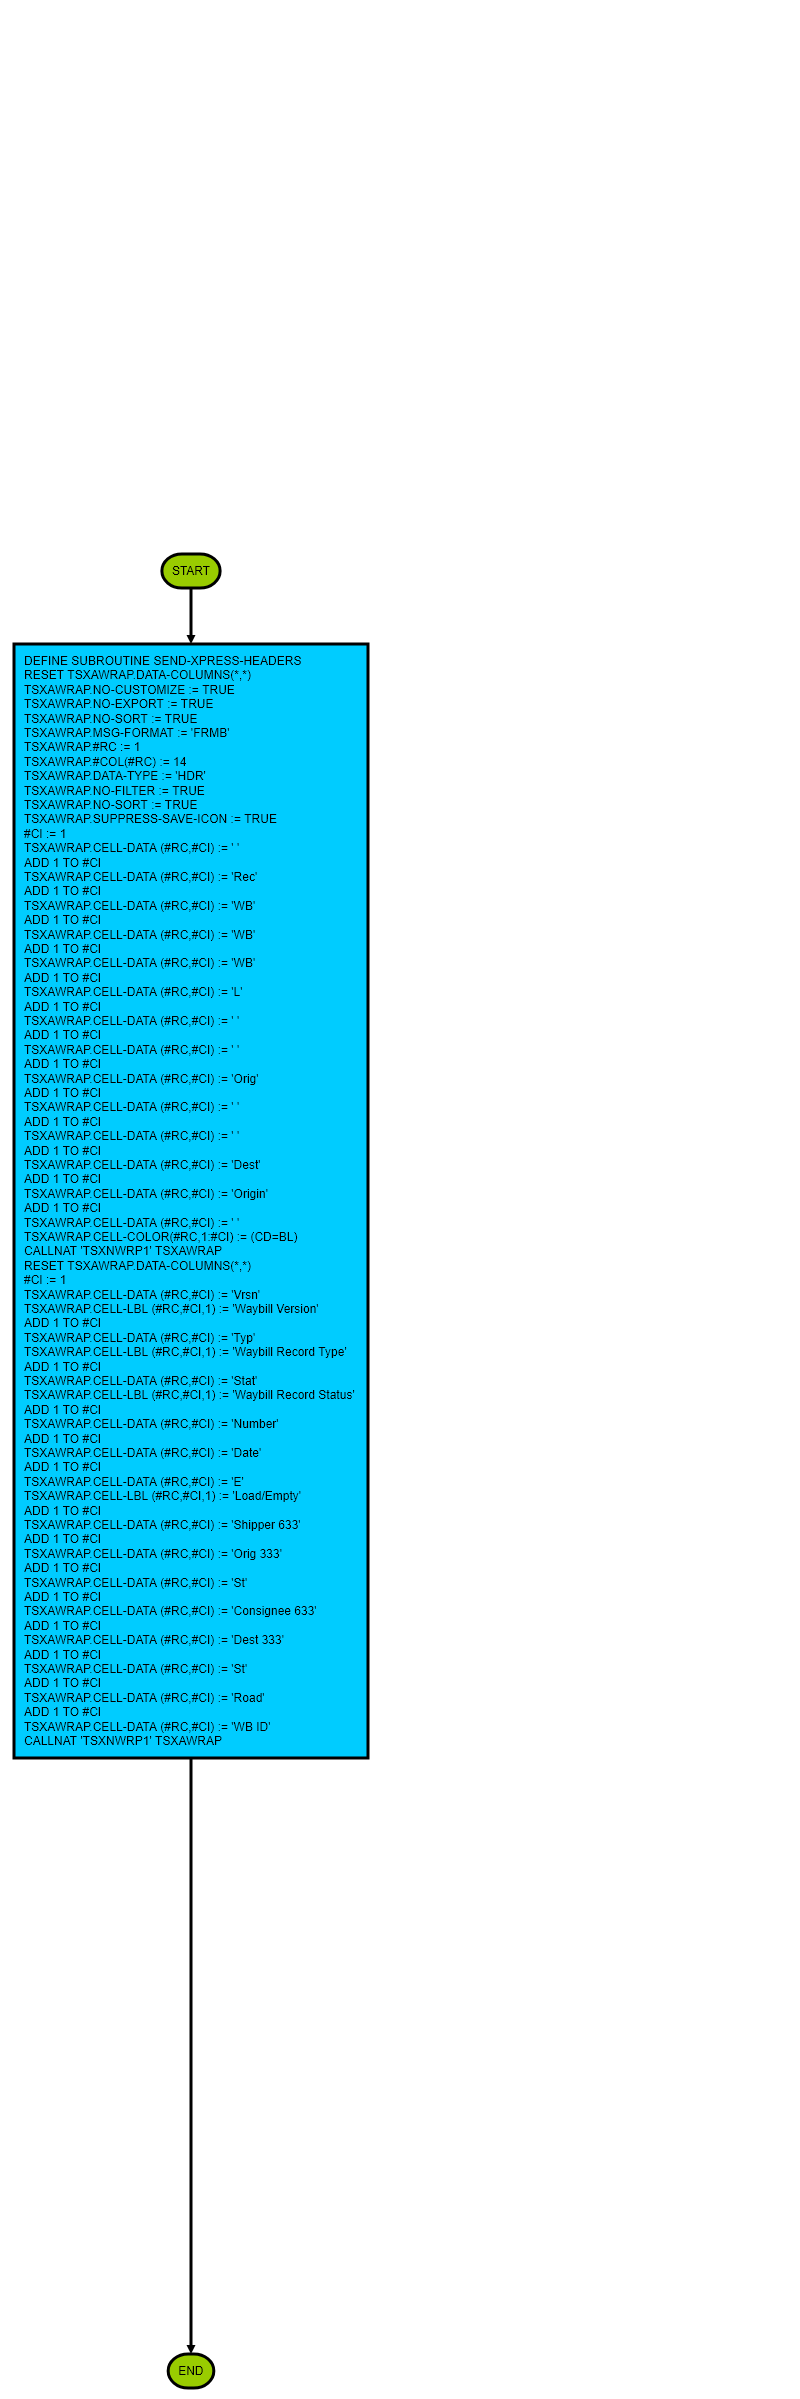 START
DEFINE SUBROUTINE SEND-XPRESS-HEADERS
RESET TSXAWRAP.DATA-COLUMNS(*,*)
TSXAWRAP.NO-CUSTOMIZE := TRUE
TSXAWRAP.NO-EXPORT := TRUE
TSXAWRAP.NO-SORT := TRUE
TSXAWRAP.MSG-FORMAT := 'FRMB'
TSXAWRAP.#RC := 1
TSXAWRAP.#COL(#RC) := 14
TSXAWRAP.DATA-TYPE := 'HDR'
TSXAWRAP.NO-FILTER := TRUE
TSXAWRAP.NO-SORT := TRUE
TSXAWRAP.SUPPRESS-SAVE-ICON := TRUE
#CI := 1
TSXAWRAP.CELL-DATA (#RC,#CI) := ' '
ADD 1 TO #CI
TSXAWRAP.CELL-DATA (#RC,#CI) := 'Rec'
ADD 1 TO #CI
TSXAWRAP.CELL-DATA (#RC,#CI) := 'WB'
ADD 1 TO #CI
TSXAWRAP.CELL-DATA (#RC,#CI) := 'WB'
ADD 1 TO #CI
TSXAWRAP.CELL-DATA (#RC,#CI) := 'WB'
ADD 1 TO #CI
TSXAWRAP.CELL-DATA (#RC,#CI) := 'L'
ADD 1 TO #CI
TSXAWRAP.CELL-DATA (#RC,#CI) := ' '
ADD 1 TO #CI
TSXAWRAP.CELL-DATA (#RC,#CI) := ' '
ADD 1 TO #CI
TSXAWRAP.CELL-DATA (#RC,#CI) := 'Orig'
ADD 1 TO #CI
TSXAWRAP.CELL-DATA (#RC,#CI) := ' '
ADD 1 TO #CI
TSXAWRAP.CELL-DATA (#RC,#CI) := ' '
ADD 1 TO #CI
TSXAWRAP.CELL-DATA (#RC,#CI) := 'Dest'
ADD 1 TO #CI
TSXAWRAP.CELL-DATA (#RC,#CI) := 'Origin'
ADD 1 TO #CI
TSXAWRAP.CELL-DATA (#RC,#CI) := ' '
TSXAWRAP.CELL-COLOR(#RC,1:#CI) := (CD=BL)
CALLNAT 'TSXNWRP1' TSXAWRAP
RESET TSXAWRAP.DATA-COLUMNS(*,*)
#CI := 1
TSXAWRAP.CELL-DATA (#RC,#CI) := 'Vrsn'
TSXAWRAP.CELL-LBL (#RC,#CI,1) := 'Waybill Version'
ADD 1 TO #CI
TSXAWRAP.CELL-DATA (#RC,#CI) := 'Typ'
TSXAWRAP.CELL-LBL (#RC,#CI,1) := 'Waybill Record Type'
ADD 1 TO #CI
TSXAWRAP.CELL-DATA (#RC,#CI) := 'Stat'
TSXAWRAP.CELL-LBL (#RC,#CI,1) := 'Waybill Record Status'
ADD 1 TO #CI
TSXAWRAP.CELL-DATA (#RC,#CI) := 'Number'
ADD 1 TO #CI
TSXAWRAP.CELL-DATA (#RC,#CI) := 'Date'
ADD 1 TO #CI
TSXAWRAP.CELL-DATA (#RC,#CI) := 'E'
TSXAWRAP.CELL-LBL (#RC,#CI,1) := 'Load/Empty'
ADD 1 TO #CI
TSXAWRAP.CELL-DATA (#RC,#CI) := 'Shipper 633'
ADD 1 TO #CI
TSXAWRAP.CELL-DATA (#RC,#CI) := 'Orig 333'
ADD 1 TO #CI
TSXAWRAP.CELL-DATA (#RC,#CI) := 'St'
ADD 1 TO #CI
TSXAWRAP.CELL-DATA (#RC,#CI) := 'Consignee 633'
ADD 1 TO #CI
TSXAWRAP.CELL-DATA (#RC,#CI) := 'Dest 333'
ADD 1 TO #CI
TSXAWRAP.CELL-DATA (#RC,#CI) := 'St'
ADD 1 TO #CI
TSXAWRAP.CELL-DATA (#RC,#CI) := 'Road'
ADD 1 TO #CI
TSXAWRAP.CELL-DATA (#RC,#CI) := 'WB ID'
CALLNAT 'TSXNWRP1' TSXAWRAP
END